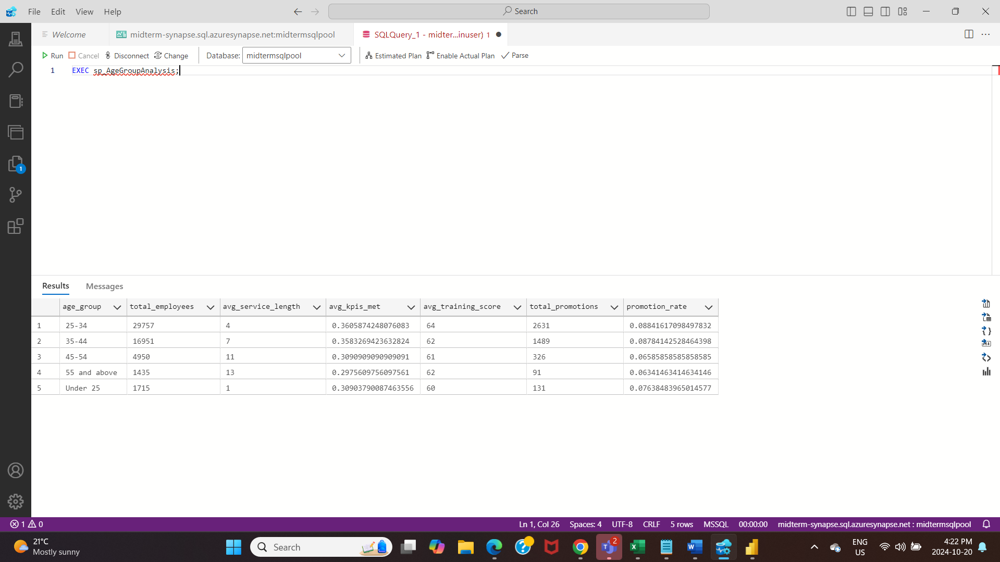 File Edit View Help
Search
Welcome midterm-synapse.sql.azuresynapse.net:midtermsqlpool SQLQuery_1 - midter...inuser) 1
Run Cancel Disconnect Change Database: midtermsqlpool Estimated Plan Enable Actual Plan Parse
1 EXEC sp_AgeGroupAnalysis;
1
Results Messages
age_group total_employees avg_service_length avg_kpis_met avg_training_score total_promotions promotion_rate
1 25-34 29757 4 0.3605874248076083 64 2631 0.08841617098497832
2 35-44 16951 7 0.3583269423632824 62 1489 0.08784142528464398
3 45-54 4950 11 0.3090909090909091 61 326 0.06585858585858585
4 55 and above 1435 13 0.2975609756097561 62 91 0.06341463414634146
5 Under 25 1715 1 0.30903790087463556 60 131 0.07638483965014577
1 0 Ln 1, Col 26 Spaces: 4 UTF-8 CRLF 5 rows MSSQL 00:00:00 midterm-synapse.sql.azuresynapse.net : midtermsqlpool
21°C
Mostly sunny
Search
2
ENG
US
4:22 PM
2024-10-20